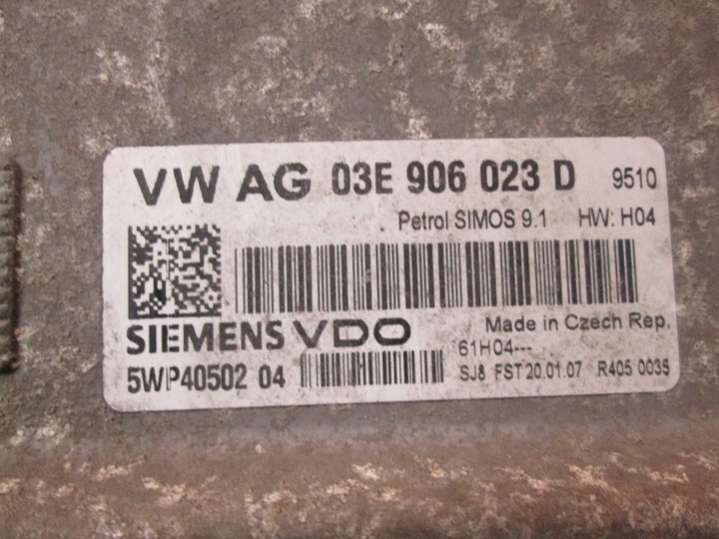 VW AG 03E 906 023 D 9510
Petrol SIMOS 9.1 HW: H04
SIEMENS VDO Made in Czech Rep.
61H04---
5WP40502 04 SJ8 FST 20.01.07 R405 0035